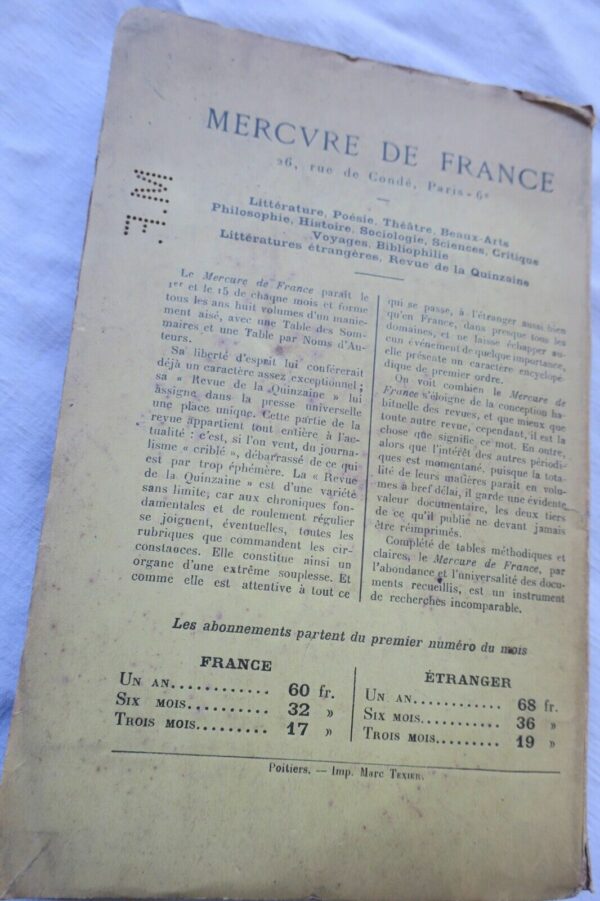 MERCVRE DE FRANCE
26, rue de Condé, Paris-6e
Littérature, Poésie, Théâtre, Beaux-Arts
Philosophie, Histoire, Sociologie, Sciences, Critique
Voyages, Bibliophilie
Littératures étrangères, Revue de la Quinzaine
M.F.
Le Mercure de France paraît le
1er et le 15 de chaque mois et forme
tous les ans huit volumes d'un manie-
ment aisé, avec une Table des Som-
maires et une Table par Noms d'Au-
teurs.
Sa liberté d'esprit lui conférerait
déjà un caractère assez exceptionnel ;
sa « Revue de la Quinzaine » lui
assigne dans la presse universelle
une place unique. Cette partie de la
revue appartient tout entière à l'ac-
tualité : c'est, si l'on veut, du journa-
lisme « criblé », débarrassé de ce qui
est par trop éphémère. La « Revue
de la Quinzaine » est d'une variété
sans limite, car aux chroniques fon-
damentales et de roulement régulier
se joignent, éventuelles, toutes les
rubriques que commandent les cir-
constances. Elle constitue ainsi un
organe d'une extrême souplesse. Et
comme elle est attentive à tout ce
qui se passe, à l'étranger aussi bien
qu'en France, dans presque tous les
domaines, et ne laisse échapper au-
cun événement de quelque importance,
elle présente un caractère encyclopé-
dique de premier ordre.
On voit combien le Mercure de
France s'éloigne de la conception ha-
bituelle des revues, et que mieux que
toute autre revue, cependant, il est la
chose que signifie ce mot. En outre,
alors que l'intérêt des autres périodi-
ques est momentané, puisque la tota-
lité de leurs matières paraît en volu-
mes à bref délai, il garde une évidente
valeur documentaire, les deux tiers
de ce qu'il publie ne devant jamais
être réimprimés.
Complété de tables méthodiques et
claires, le Mercure de France, par
l'abondance et l'universalité des docu-
ments recueillis, est un instrument
de recherches incomparable.
Les abonnements partent du premier numéro du mois
FRANCE
UN AN............ 60 fr.
SIX MOIS.......... 32 »
TROIS MOIS......... 17 »
ÉTRANGER
UN AN............ 68 fr.
SIX MOIS.......... 36 »
TROIS MOIS......... 19 »
Poitiers. — Imp. Marc TEXIER.